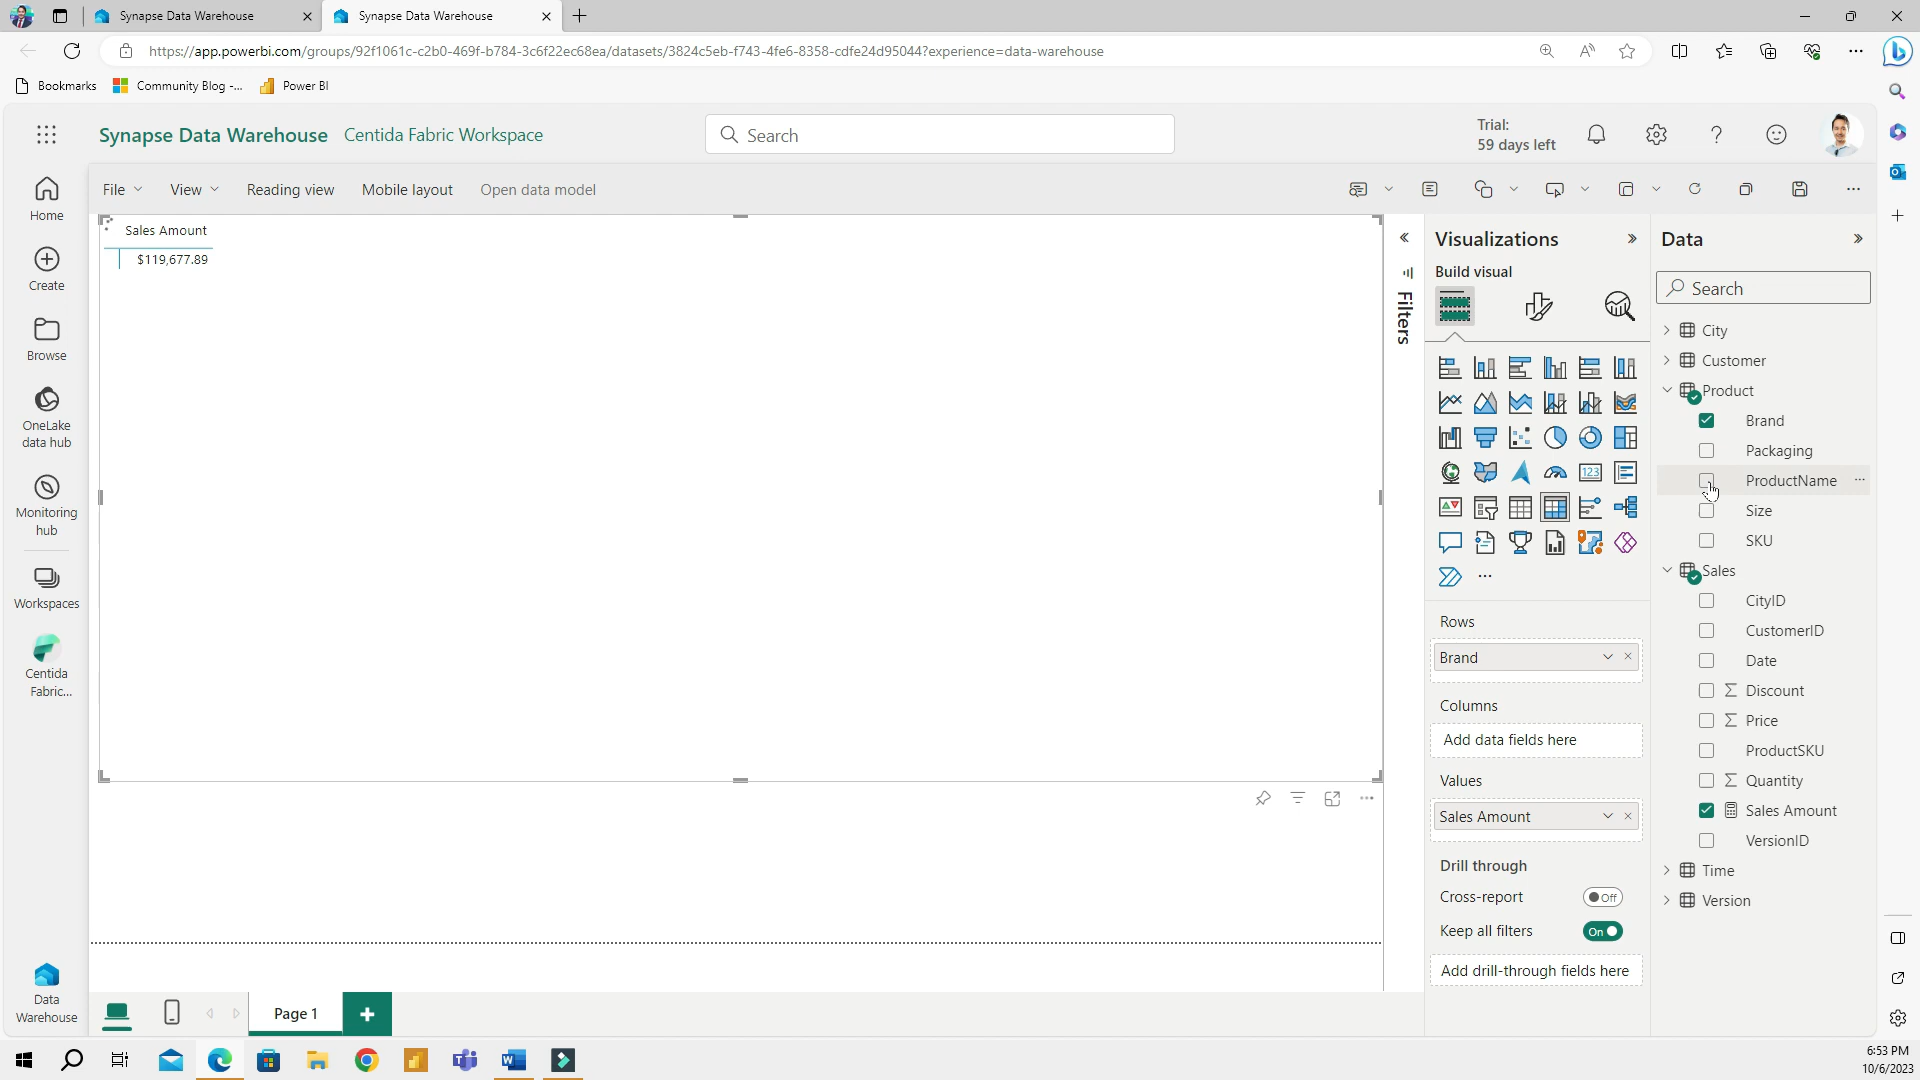 Synapse Data Warehouse
Synapse Data Warehouse
https://app.powerbi.com/groups/92f1061c-c2b0-469f-b784-3c6f22ec68ea/datasets/3824c5eb-f743-4fe6-8358-cdfe24d95044?experience=data-warehouse
Bookmarks
Community Blog -...
Power BI
Synapse Data Warehouse Centida Fabric Workspace
Search
Trial:
59 days left
File
View
Reading view
Mobile layout
Open data model
Home
Create
Browse
OneLake
data hub
Monitoring
hub
Workspaces
Centida
Fabric...
Data
Warehouse
Sales Amount
$119,677.89
Filters
Visualizations
Build visual
123
Rows
Brand
Columns
Add data fields here
Values
Sales Amount
Drill through
Cross-report
Off
Keep all filters
On
Add drill-through fields here
Data
Search
City
Customer
Product
Brand
Packaging
ProductName
Size
SKU
Sales
CityID
CustomerID
Date
Discount
Price
ProductSKU
Quantity
Sales Amount
VersionID
Time
Version
Page 1
6:53 PM
10/6/2023